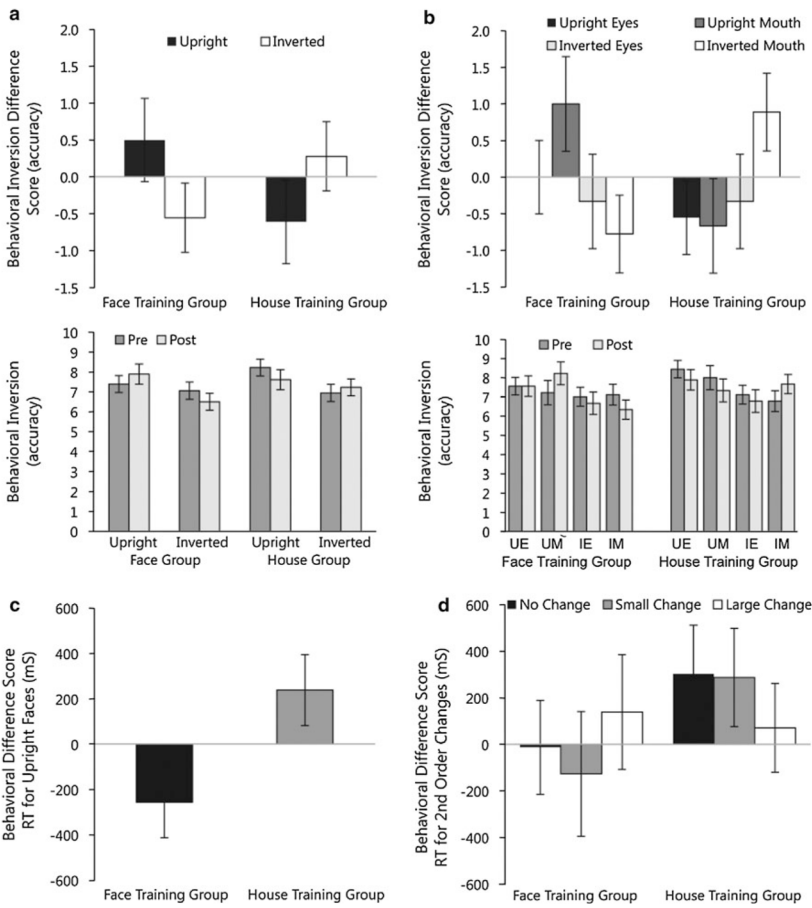 a
Behavioral Inversion Difference
Score (accuracy)
2.0
1.5
1.0
0.5
0.0
-0.5
-1.0
-1.5
Upright Inverted
Face Training Group House Training Group
Behavioral Inversion
(accuracy)
10
9
8
7
6
5
4
3
2
1
0
Pre Post
Upright Inverted Upright Inverted
Face Group House Group
b
Behavioral Inversion Difference
Score (accuracy)
2.0
1.5
1.0
0.5
0.0
-0.5
-1.0
-1.5
Upright Eyes Upright Mouth
Inverted Eyes Inverted Mouth
Face Training Group House Training Group
Behavioral Inversion
(accuracy)
10
9
8
7
6
5
4
3
2
1
0
Pre Post
UE UM IE IM UE UM IE IM
Face Training Group House Training Group
c
Behavioral Difference Score
RT for Upright Faces (mS)
600
400
200
0
-200
-400
-600
Face Training Group House Training Group
d
Behavioral Difference Score
RT for 2nd Order Changes (mS)
600
400
200
0
-200
-400
-600
No Change Small Change Large Change
Face Training Group House Training Group